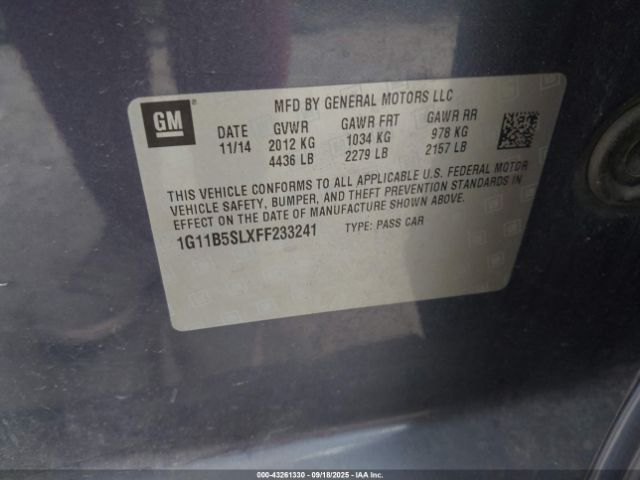 GM
MFD BY GENERAL MOTORS LLC
DATE GVWR GAWR FRT GAWR RR
11/14 2012 KG 1034 KG 978 KG
4436 LB 2279 LB 2157 LB
THIS VEHICLE CONFORMS TO ALL APPLICABLE U.S. FEDERAL MOTOR
VEHICLE SAFETY, BUMPER, AND THEFT PREVENTION STANDARDS IN
EFFECT ON THE DATE OF MANUFACTURE SHOWN ABOVE.
1G11B5SLXFF233241 TYPE: PASS CAR
000-43261330 - 09/18/2025 - IAA Inc.